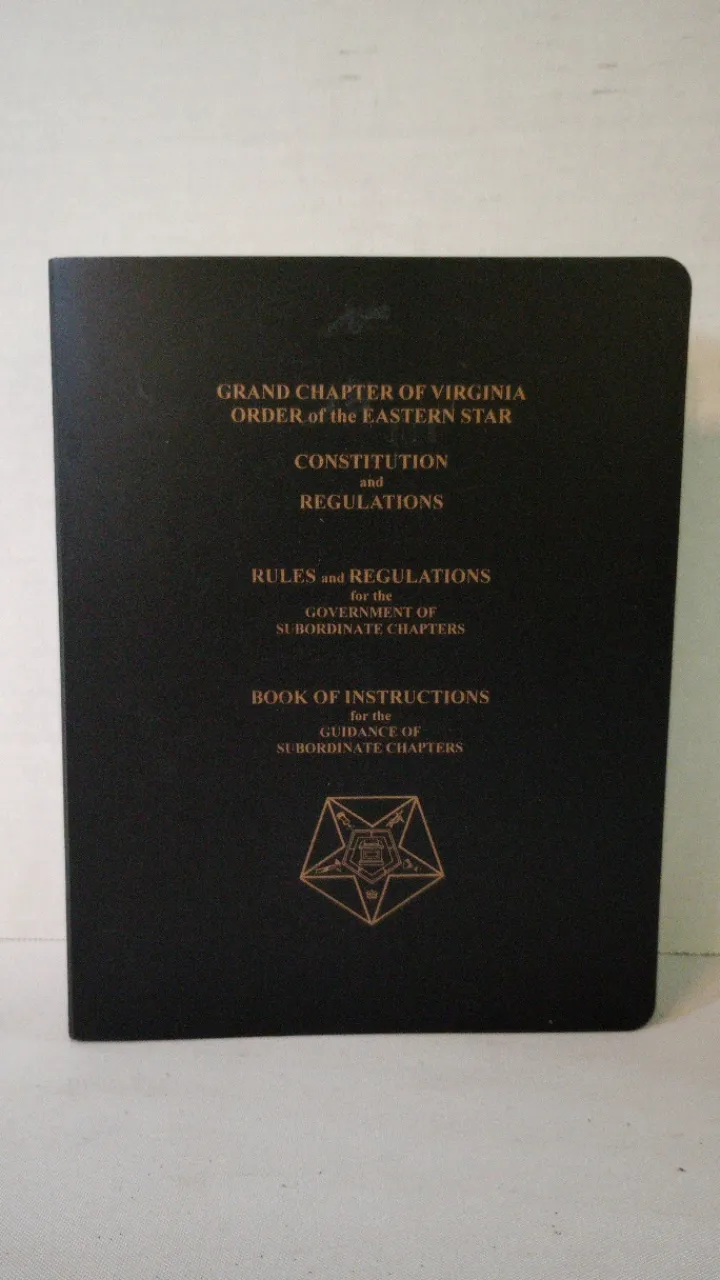 GRAND CHAPTER OF VIRGINIA
ORDER of the EASTERN STAR
CONSTITUTION
and
REGULATIONS
RULES and REGULATIONS
for the
GOVERNMENT OF
SUBORDINATE CHAPTERS
BOOK OF INSTRUCTIONS
for the
GUIDANCE OF
SUBORDINATE CHAPTERS